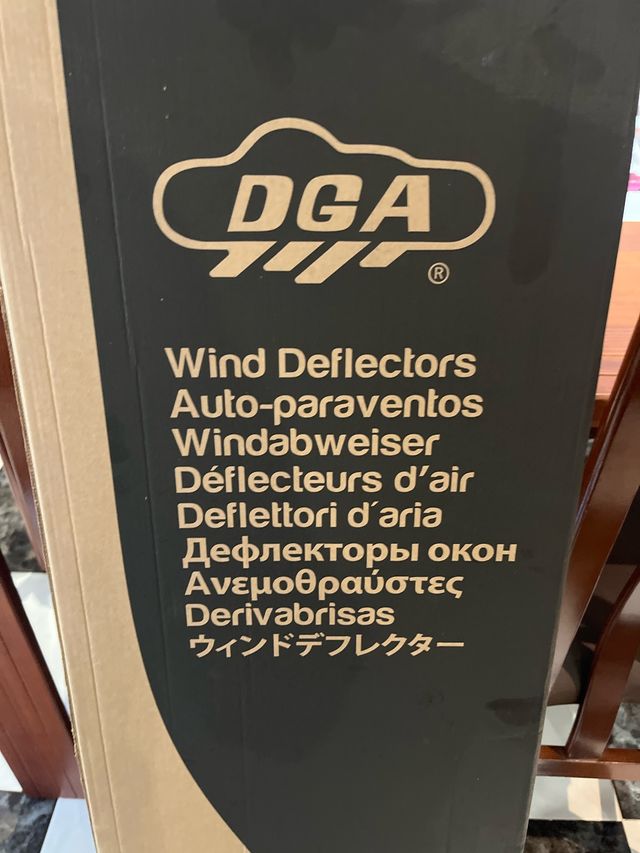 DGA
®
Wind Deflectors
Auto-paraventos
Windabweiser
Déflecteurs d'air
Deflettori d´aria
Дефлекторы окон
Ανεμοθραύστες
Derivabrisas
ウィンドデフレクター